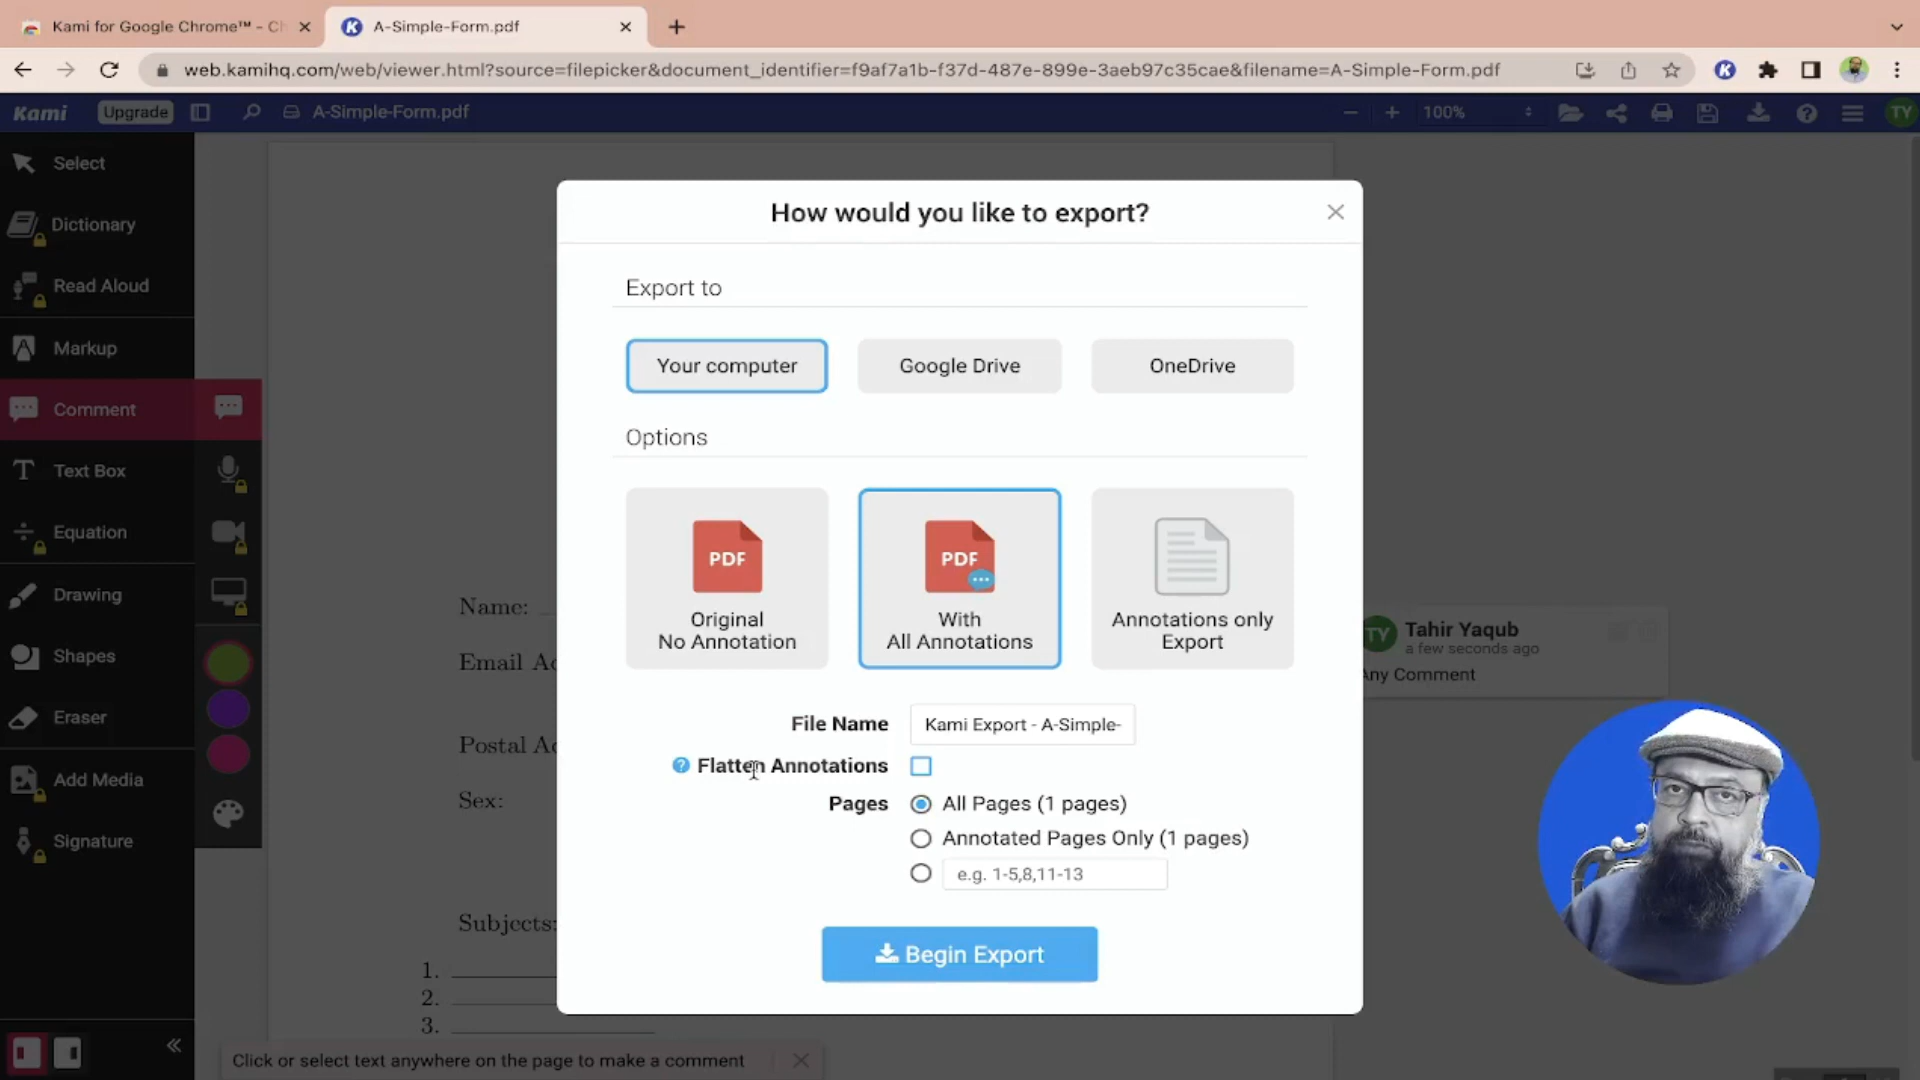 Kami for Google Chrome™ - Ch
A-Simple-Form.pdf
web.kamihq.com/web/viewer.html?source=filepicker&document_identifier=f9af7a1b-f37d-487e-899e-3aeb97c35cae&filename=A-Simple-Form.pdf
Kami
Upgrade
A-Simple-Form.pdf
100%
TY
Select
Dictionary
Read Aloud
Markup
Comment
Text Box
Equation
Drawing
Shapes
Eraser
Add Media
Signature
How would you like to export?
Export to
Your computer
Google Drive
OneDrive
Options
PDF
Original
No Annotation
PDF
With
All Annotations
Annotations only
Export
File Name
Kami Export - A-Simple-
Flatten Annotations
Pages
All Pages (1 pages)
Annotated Pages Only (1 pages)
e.g. 1-5,8,11-13
Begin Export
Name:
Email Ad
Postal Ad
Sex:
Subjects:
1.
2.
3.
TY
Tahir Yaqub
a few seconds ago
Any Comment
Click or select text anywhere on the page to make a comment